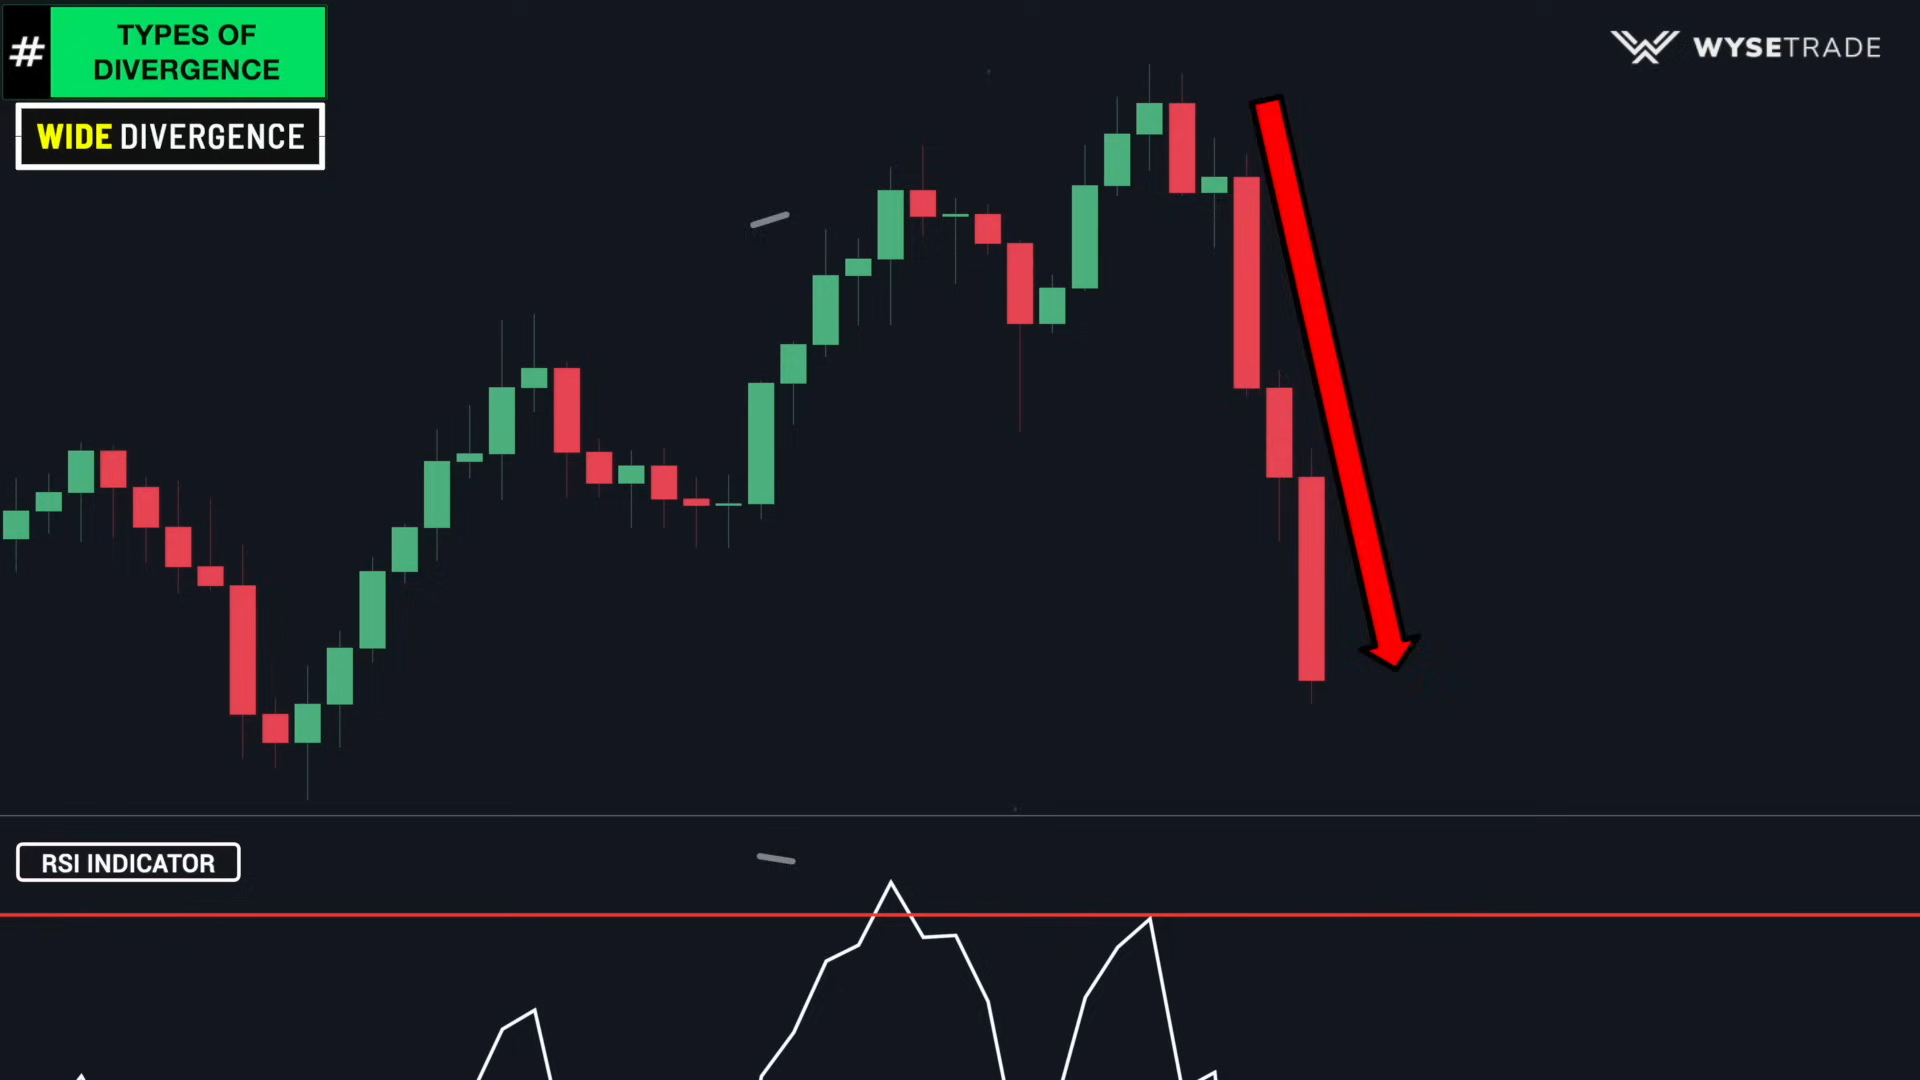 #
TYPES OF
DIVERGENCE
WIDE DIVERGENCE
WYSETRADE
RSI INDICATOR